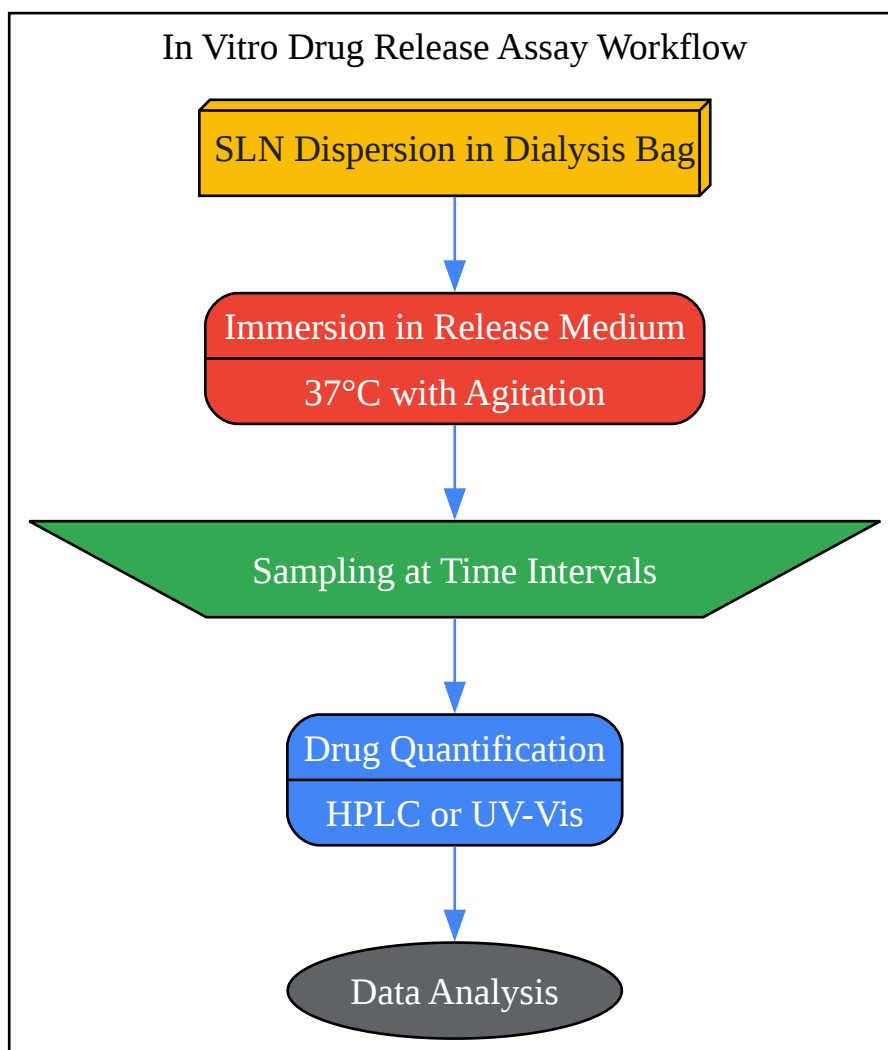 In Vitro Drug Release Assay Workflow
SLN Dispersion in Dialysis Bag
Immersion in Release Medium
37°C with Agitation
Sampling at Time Intervals
Drug Quantification
HPLC or UV-Vis
Data Analysis